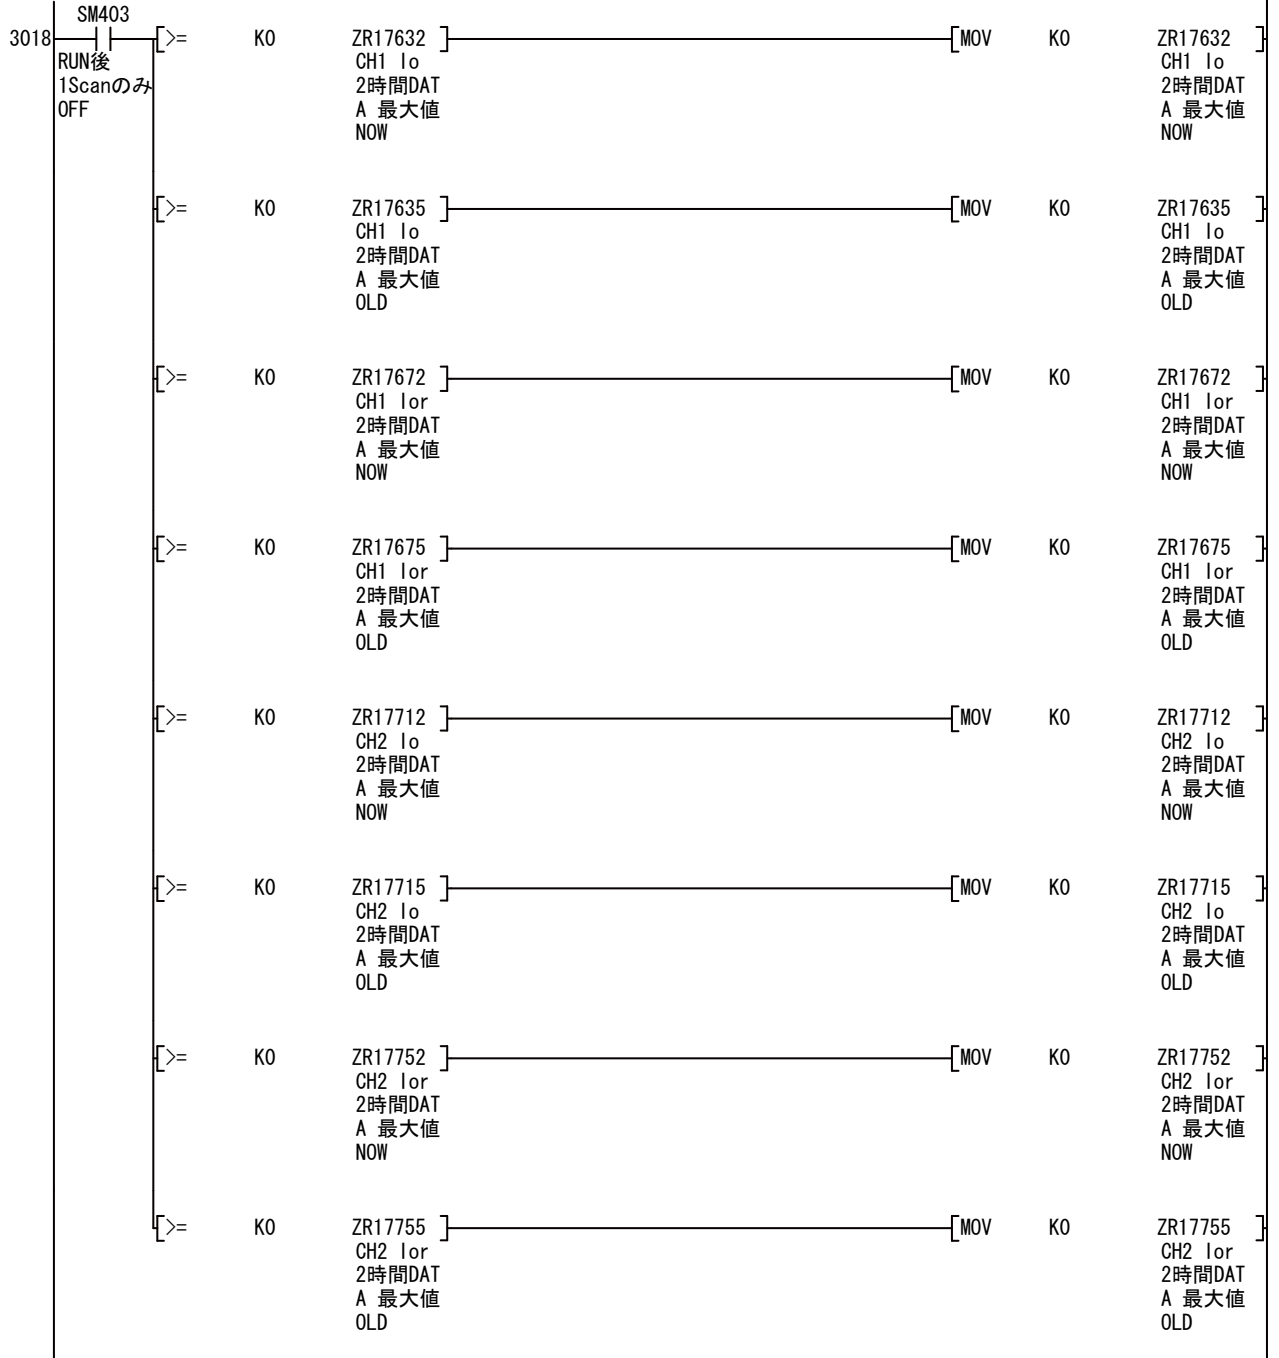 SM403
3018 [>= K0 ZR17632 ] [MOV K0 ZR17632 ]
RUN後 CH1 Io CH1 Io
1Scanのみ 2時間DAT 2時間DAT
OFF A 最大値 A 最大値
NOW NOW
[>= K0 ZR17635 ] [MOV K0 ZR17635 ]
CH1 Io CH1 Io
2時間DAT 2時間DAT
A 最大値 A 最大値
OLD OLD
[>= K0 ZR17672 ] [MOV K0 ZR17672 ]
CH1 Ior CH1 Ior
2時間DAT 2時間DAT
A 最大値 A 最大値
NOW NOW
[>= K0 ZR17675 ] [MOV K0 ZR17675 ]
CH1 Ior CH1 Ior
2時間DAT 2時間DAT
A 最大値 A 最大値
OLD OLD
[>= K0 ZR17712 ] [MOV K0 ZR17712 ]
CH2 Io CH2 Io
2時間DAT 2時間DAT
A 最大値 A 最大値
NOW NOW
[>= K0 ZR17715 ] [MOV K0 ZR17715 ]
CH2 Io CH2 Io
2時間DAT 2時間DAT
A 最大値 A 最大値
OLD OLD
[>= K0 ZR17752 ] [MOV K0 ZR17752 ]
CH2 Ior CH2 Ior
2時間DAT 2時間DAT
A 最大値 A 最大値
NOW NOW
[>= K0 ZR17755 ] [MOV K0 ZR17755 ]
CH2 Ior CH2 Ior
2時間DAT 2時間DAT
A 最大値 A 最大値
OLD OLD